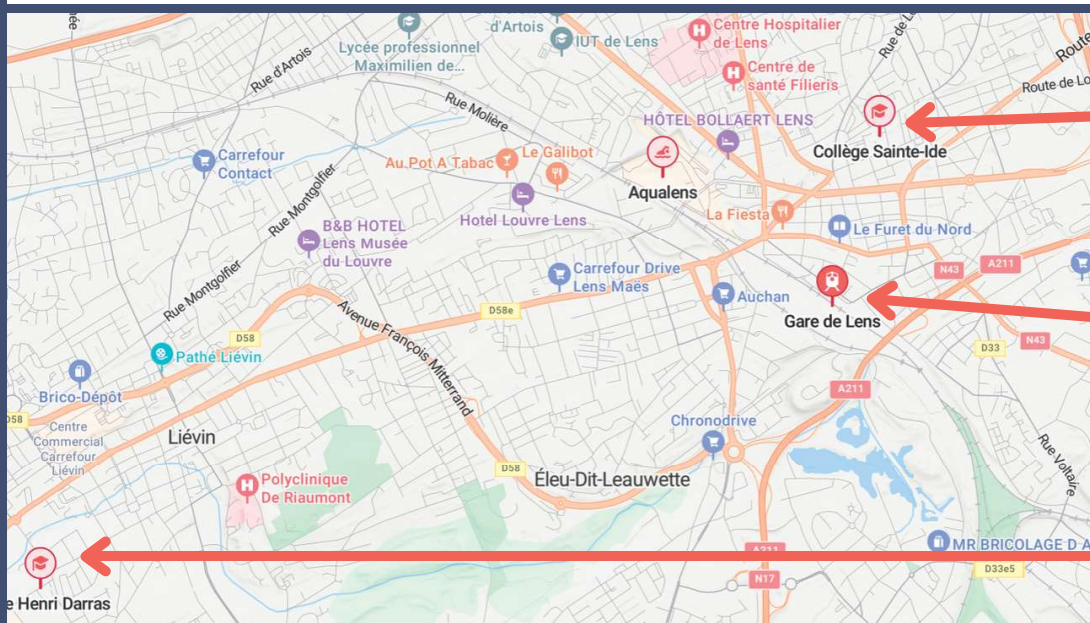 d'Artois
IUT de Lens
Centre Hospitalier
de Lens
Rue de Lo
Route
Lycée professionnel
Maximilien de...
Rue d'Artois
Centre de
santé Filieris
Route de Lo
Rue Molière
HÔTEL BOLLAERT LENS
Collège Sainte-Ide
Carrefour
Contact
Au Pot A Tabac
Le Galibot
Aqualens
Rue Montgolfier
Hotel Louvre Lens
La Fiesta
B&B HOTEL
Lens Musée
du Louvre
Le Furet du Nord
Rue Montgolfier
Carrefour Drive
Lens Maës
N43
A211
Auchan
D58e
Gare de Lens
Avenue François Mitterrand
D58
Pathé Liévin
D33
N43
Brico-Dépôt
A211
D58
Centre
Commercial
Carrefour
Liévin
Liévin
Chronodrive
Rue Voltaire
D58
Éleu-Dit-Leauwette
Polyclinique
De Riaumont
MR BRICOLAGE D A
A211
D33e5
N17
e Henri Darras